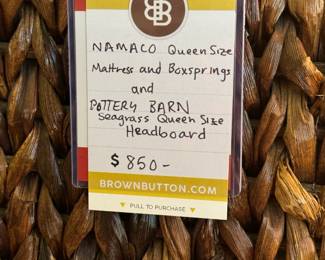 NAMACO Queen Size
Mattress and Boxsprings
and
POTTERY BARN
Seagrass Queen Size
Headboard
$850-
BROWNBUTTON.COM
▼ PULL TO PURCHASE ▼